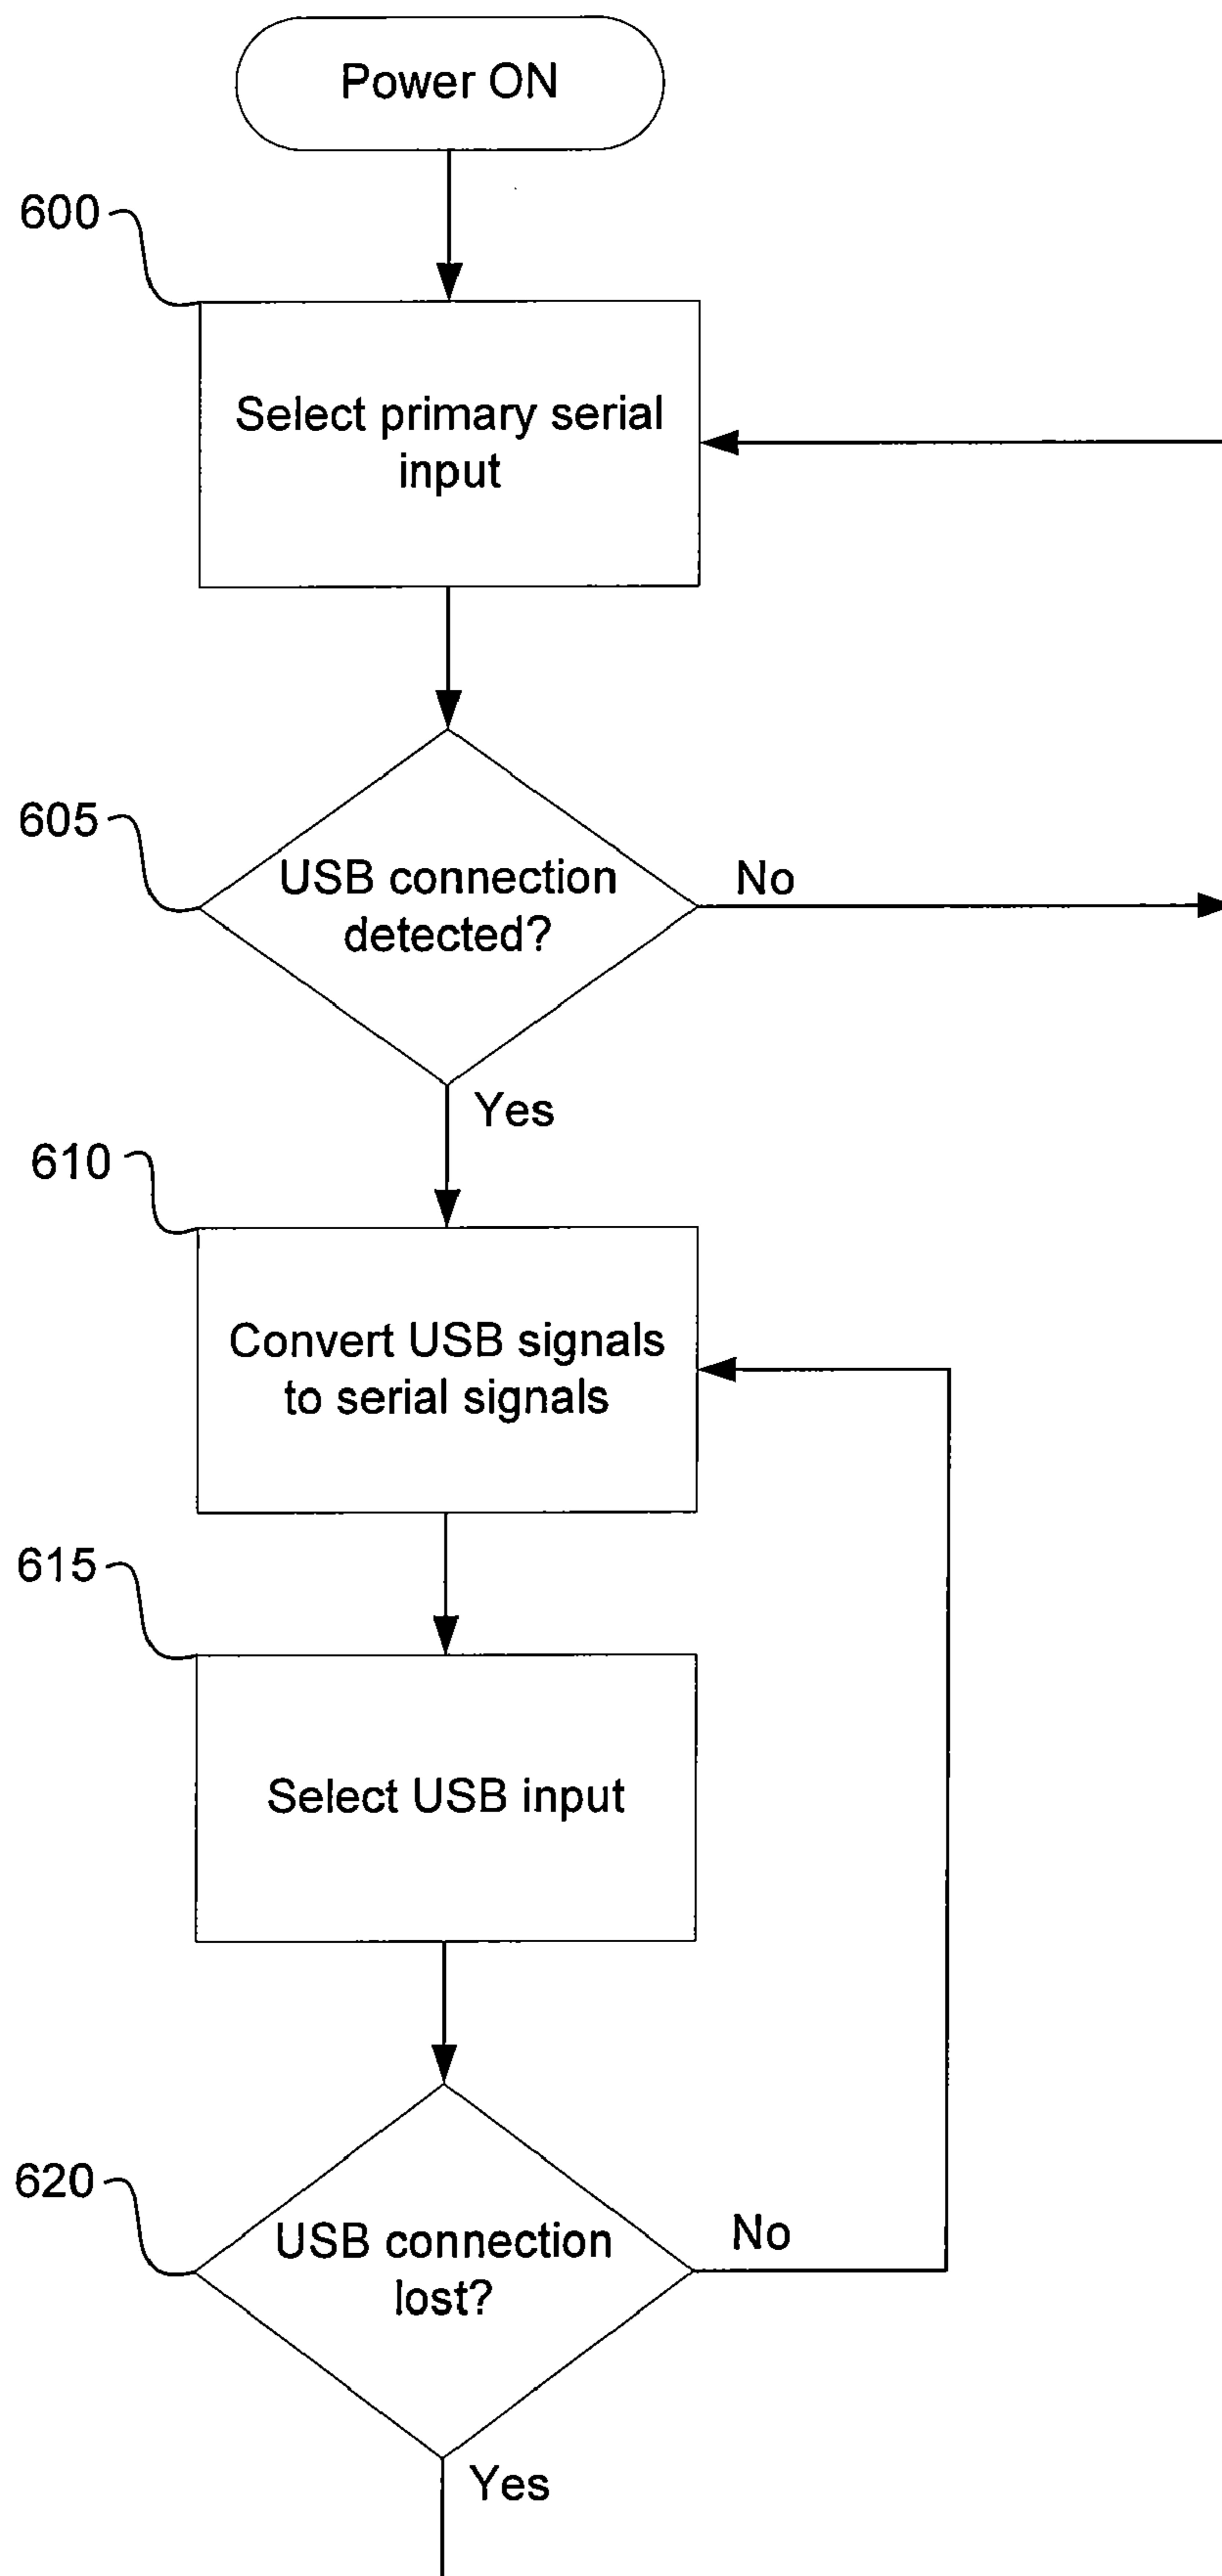 Power ON
600
Select primary serial
input
605
USB connection
detected?
No
Yes
610
Convert USB signals
to serial signals
615
Select USB input
620
USB connection
lost?
No
Yes